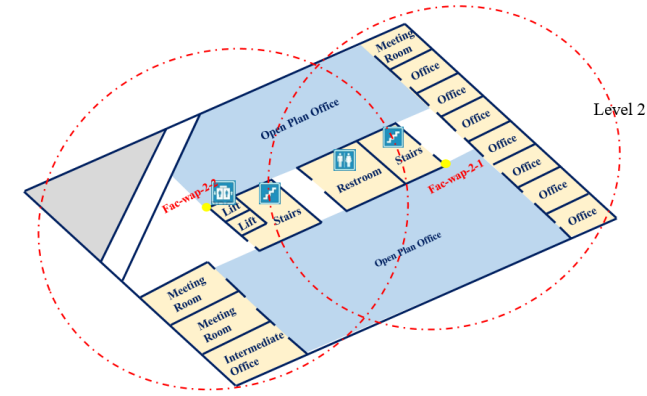 Meeting
Room
Office
Office
Office
Office
Office
Office
Office
Level 2
Open Plan Office
Stairs
Restroom
Fac-wap-2-1
Fac-wap-2-2
Lift
Lift
Stairs
Open Plan Office
Meeting
Room
Meeting
Room
Intermediate
Office